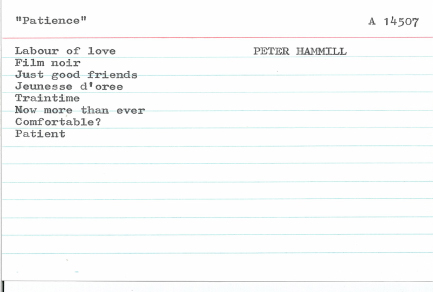 "Patience" A 14507
Labour of love PETER HAMMILL
Film noir
Just good friends
Jeunesse d'oree
Traintime
Now more than ever
Comfortable?
Patient